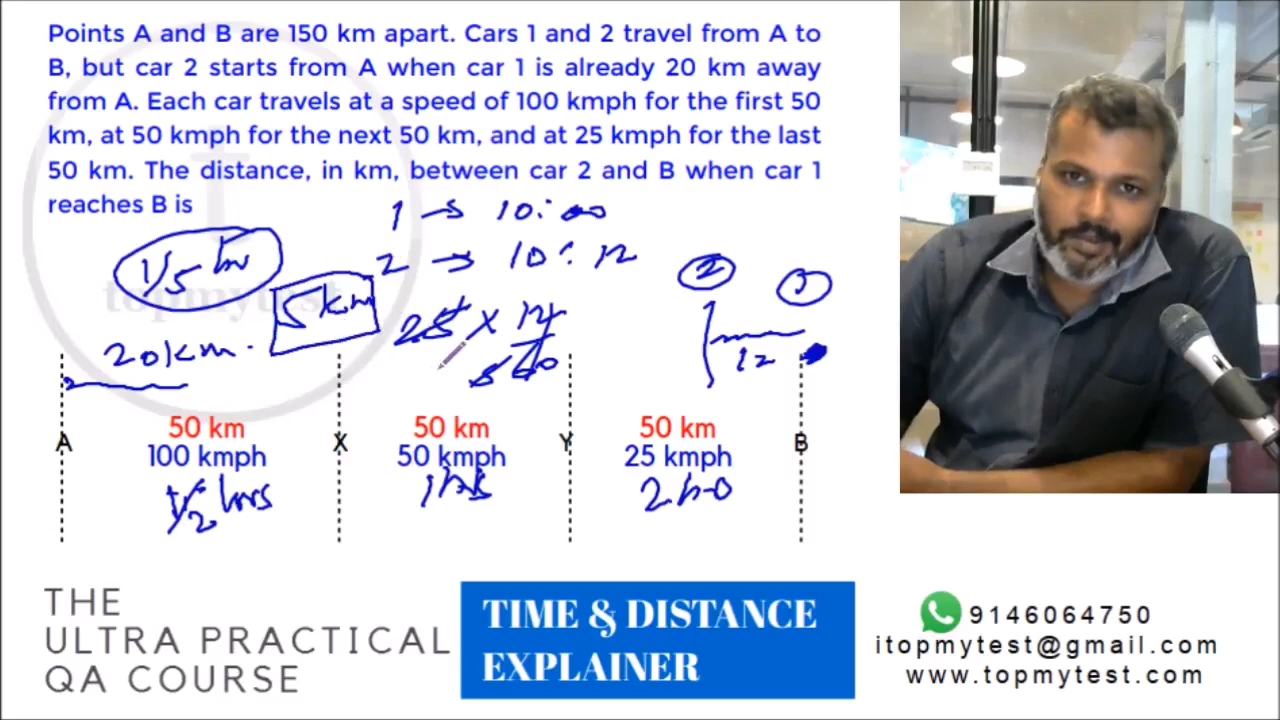 Points A and B are 150 km apart. Cars 1 and 2 travel from A to
B, but car 2 starts from A when car 1 is already 20 km away
from A. Each car travels at a speed of 100 kmph for the first 50
km, at 50 kmph for the next 50 km, and at 25 kmph for the last
50 km. The distance, in km, between car 2 and B when car 1
reaches B is
1 → 10:00
2 → 10:12
1/5 hr
5 km
20 km.
25 × 12
60
2
1
12
50 km
50 km
50 km
A
X
Y
B
100 kmph
50 kmph
25 kmph
1/2 hrs
THE
ULTRA PRACTICAL
QA COURSE
TIME & DISTANCE
EXPLAINER
9146064750
itopmytest@gmail.com
www.topmytest.com
topmytest